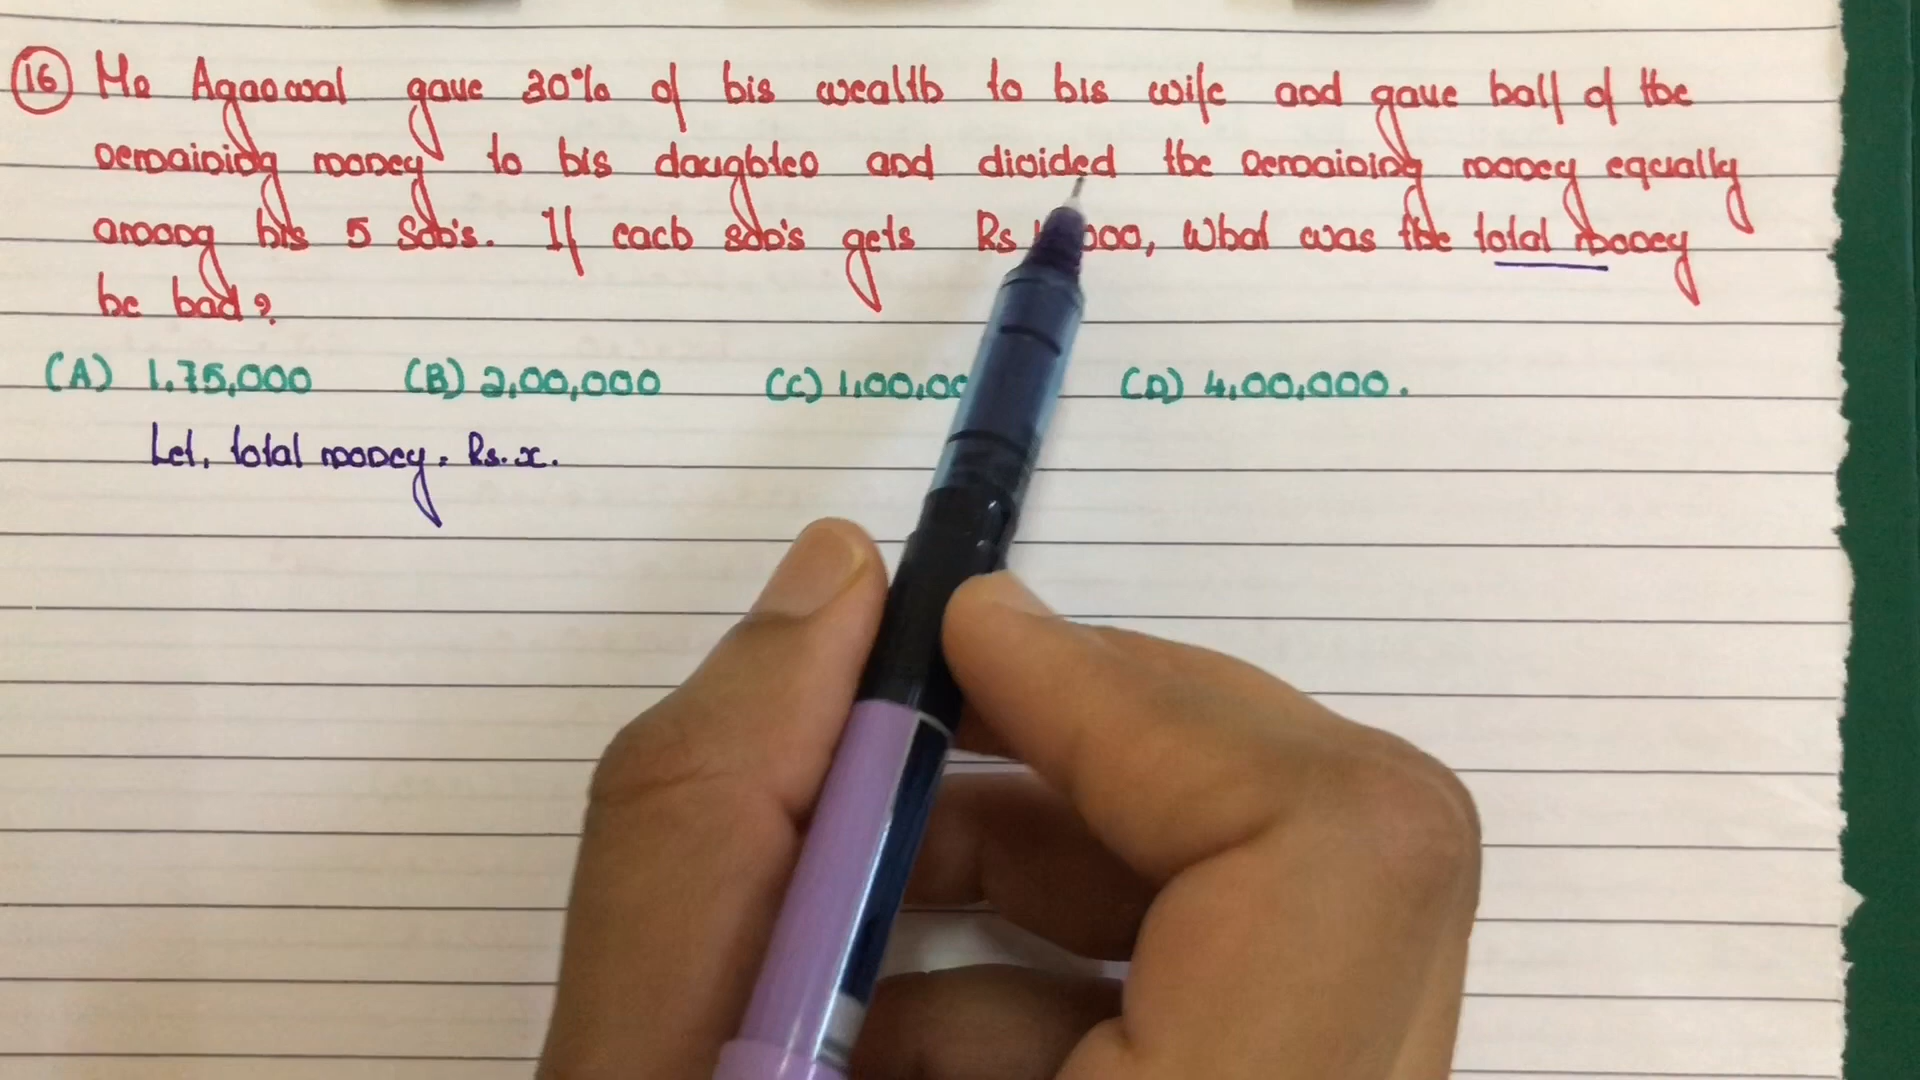 16 Mr Agarwal gave 30% of his wealth to his wife and gave half of the
remaining money to his daughter and divided the remaining money equally
among his 5 Son's. If each son's gets Rs 000, What was the total money
he had?
(A) 1,75,000 (B) 2,00,000 (C) 1,00,00 (D) 4,00,000.
Let, total money = Rs. x.